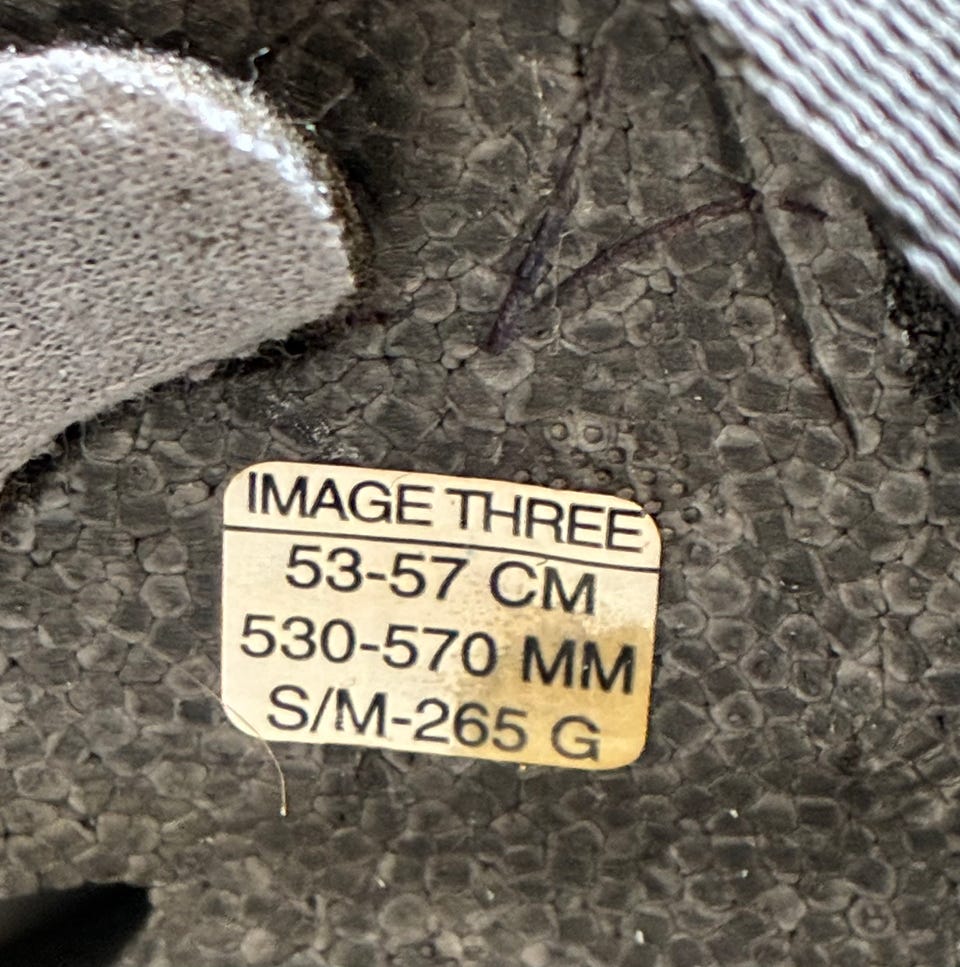 IMAGE THREE
53-57 CM
530-570 MM
S/M-265 G